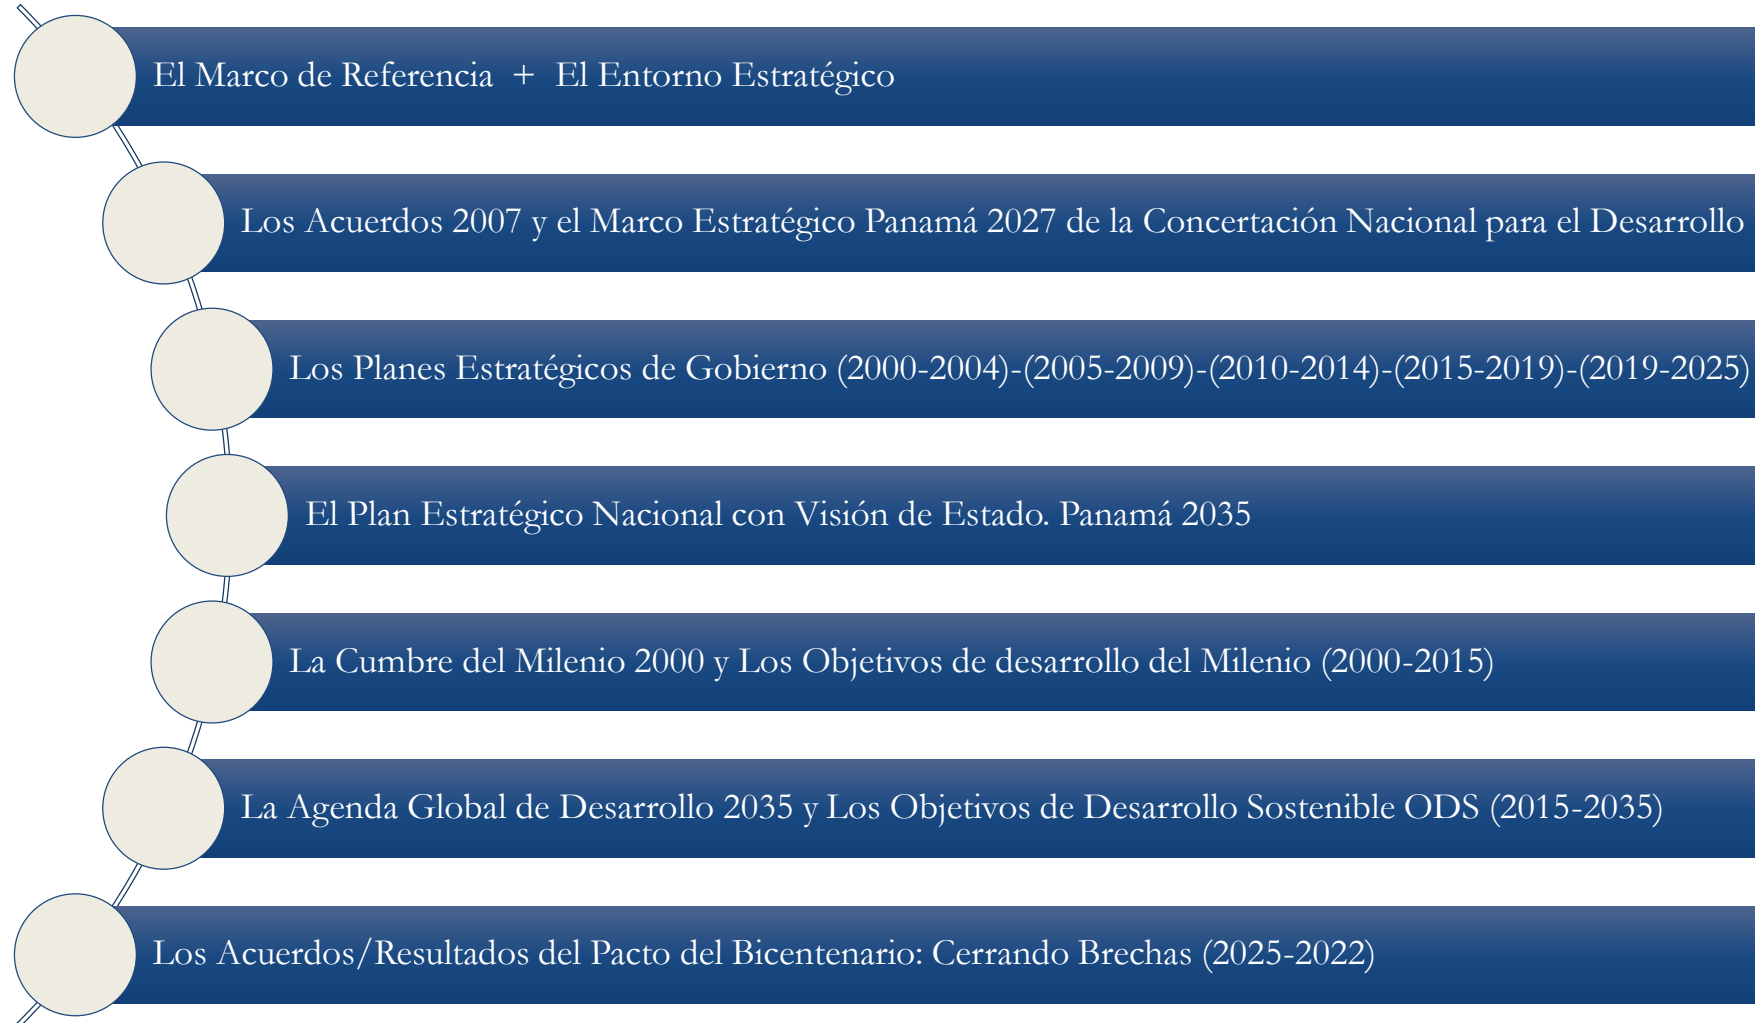 El Marco de Referencia + El Entorno Estratégico
Los Acuerdos 2007 y el Marco Estratégico Panamá 2027 de la Concertación Nacional para el Desarrollo
Los Planes Estratégicos de Gobierno (2000-2004)-(2005-2009)-(2010-2014)-(2015-2019)-(2019-2025)
El Plan Estratégico Nacional con Visión de Estado. Panamá 2035
La Cumbre del Milenio 2000 y Los Objetivos de desarrollo del Milenio (2000-2015)
La Agenda Global de Desarrollo 2035 y Los Objetivos de Desarrollo Sostenible ODS (2015-2035)
Los Acuerdos/Resultados del Pacto del Bicentenario: Cerrando Brechas (2025-2022)